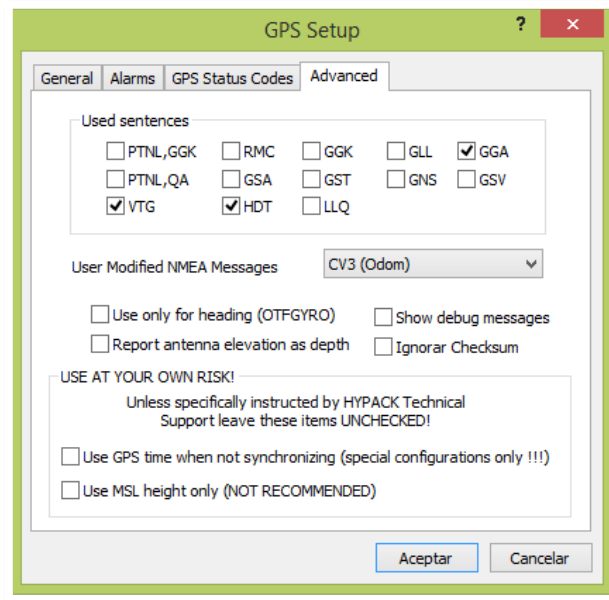 GPS Setup ? ×
General Alarms GPS Status Codes Advanced
Used sentences
PTNL,GGK RMC GGK GLL GGA
PTNL,QA GSA GST GNS GSV
VTG HDT LLQ
User Modified NMEA Messages CV3 (Odom)
Use only for heading (OTFGYRO) Show debug messages
Report antenna elevation as depth Ignorar Checksum
USE AT YOUR OWN RISK!
Unless specifically instructed by HYPACK Technical
Support leave these items UNCHECKED!
Use GPS time when not synchronizing (special configurations only !!!)
Use MSL height only (NOT RECOMMENDED)
Aceptar Cancelar